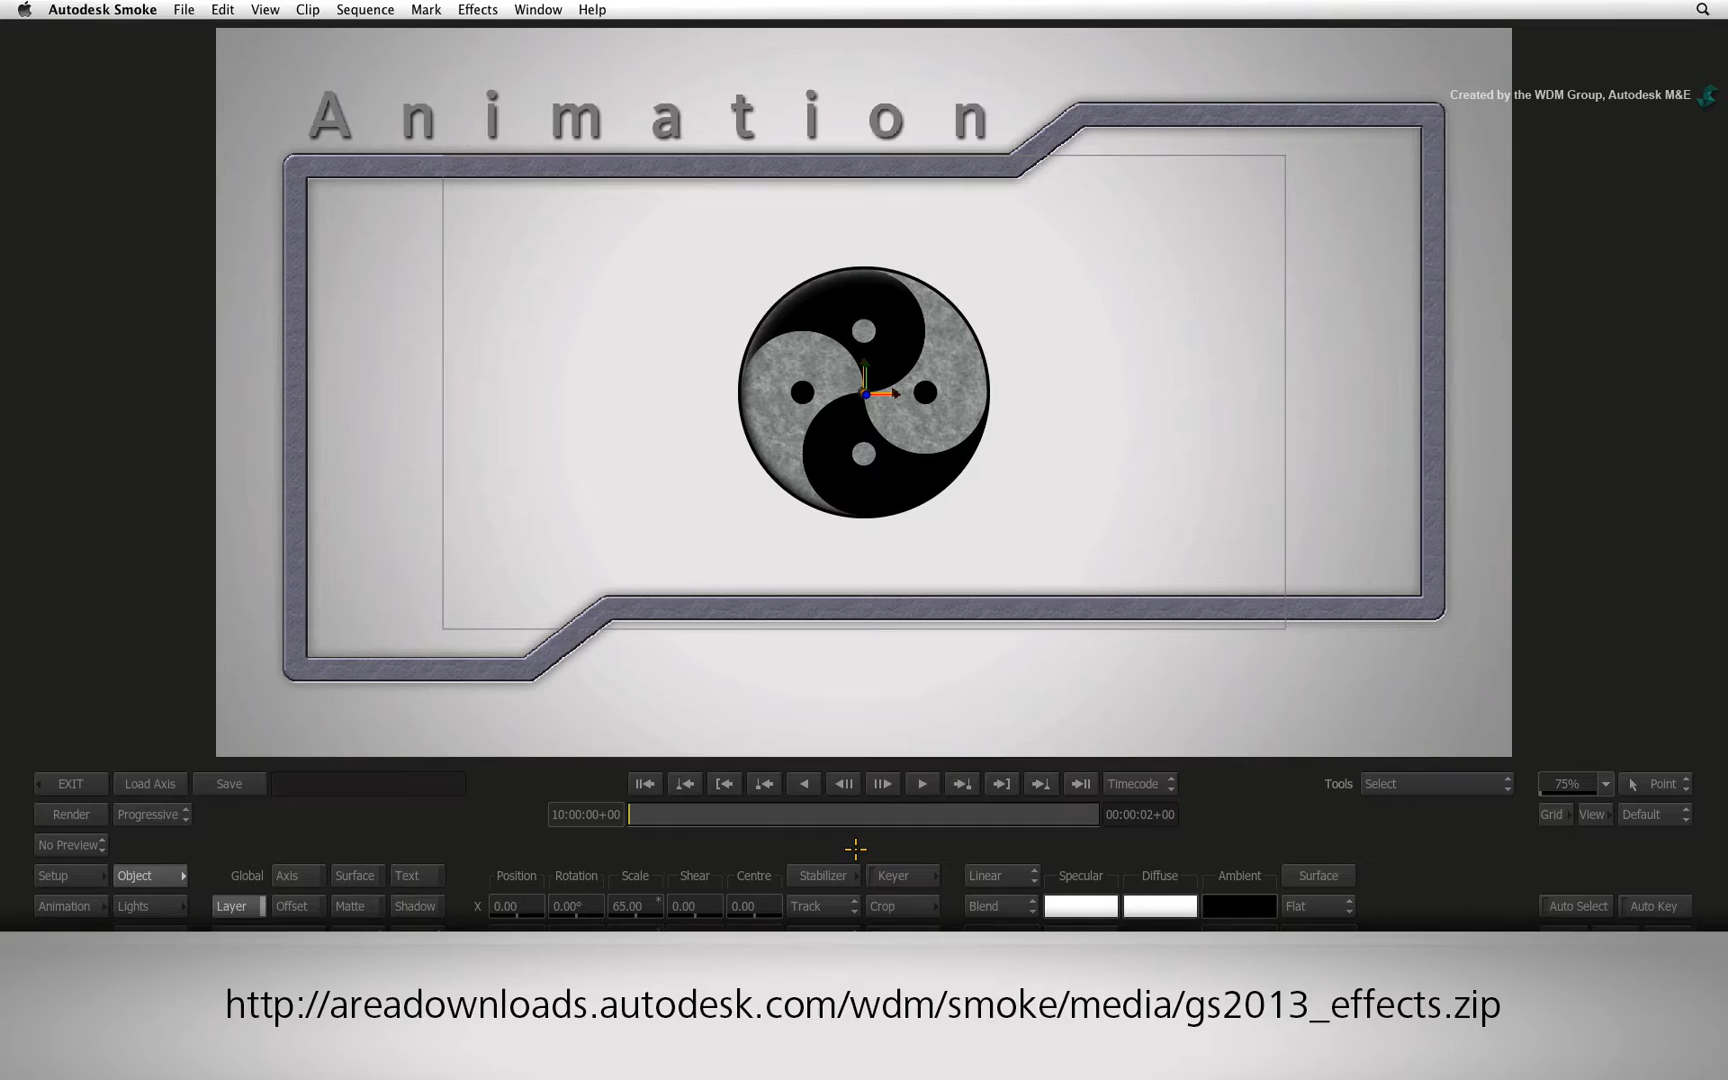 Autodesk Smoke File Edit View Clip Sequence Mark Effects Window Help
Animation
Created by the WDM Group, Autodesk M&E
EXIT Load Axis Save Timecode Tools Select 75% Point
Render Progressive 10:00:00+00 00:00:02+00 Grid View Default
No Preview
Setup Object Global Axis Surface Text Position Rotation Scale Shear Centre Stabilizer Keyer Linear Specular Diffuse Ambient Surface
Animation Lights Layer Offset Matte Shadow X 0.00 0.00° 65.00 * 0.00 0.00 Track Crop Blend Flat Auto Select Auto Key
http://areadownloads.autodesk.com/wdm/smoke/media/gs2013_effects.zip